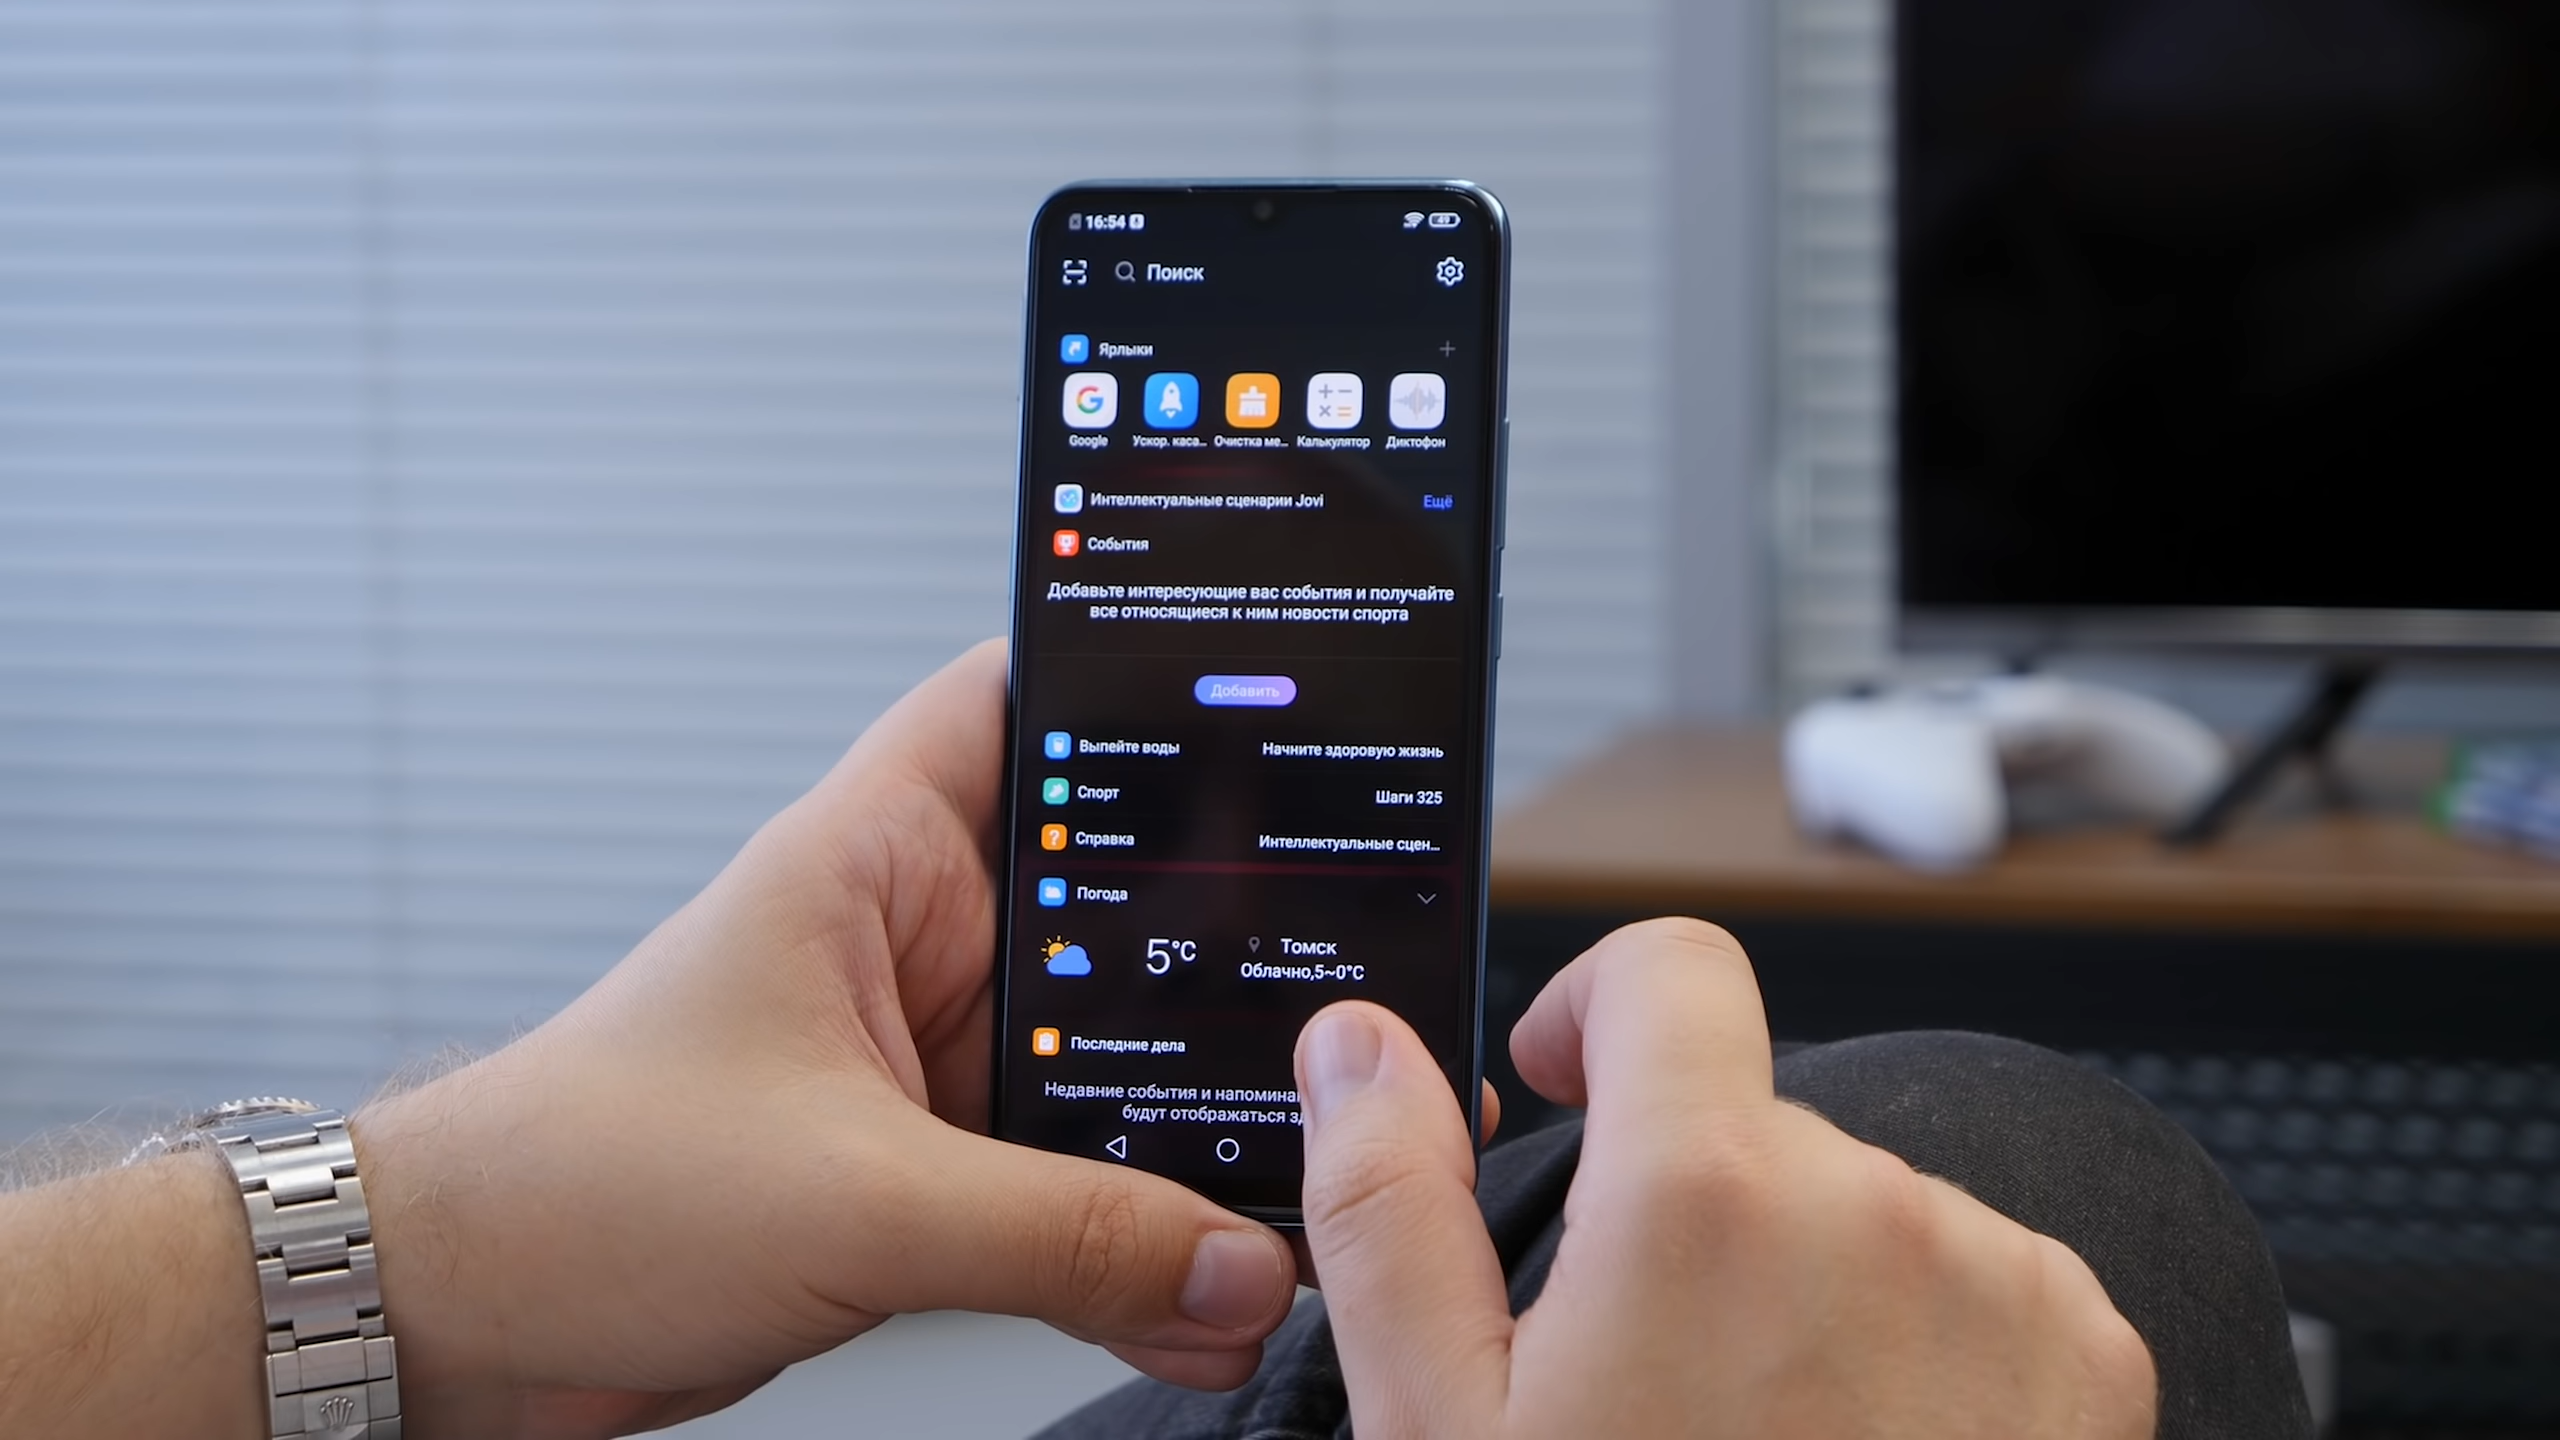 16:54
49
Поиск
Ярлыки
Google
Ускор. каса...
Очистка ме...
Калькулятор
Диктофон
Интеллектуальные сценарии Jovi
Ещё
События
Добавьте интересующие вас события и получайте
все относящиеся к ним новости спорта
Добавить
Выпейте воды
Начните здоровую жизнь
Спорт
Шаги 325
Справка
Интеллектуальные сцен...
Погода
5°C
Томск
Облачно,5~0°C
Последние дела
Недавние события и
будут отображаться